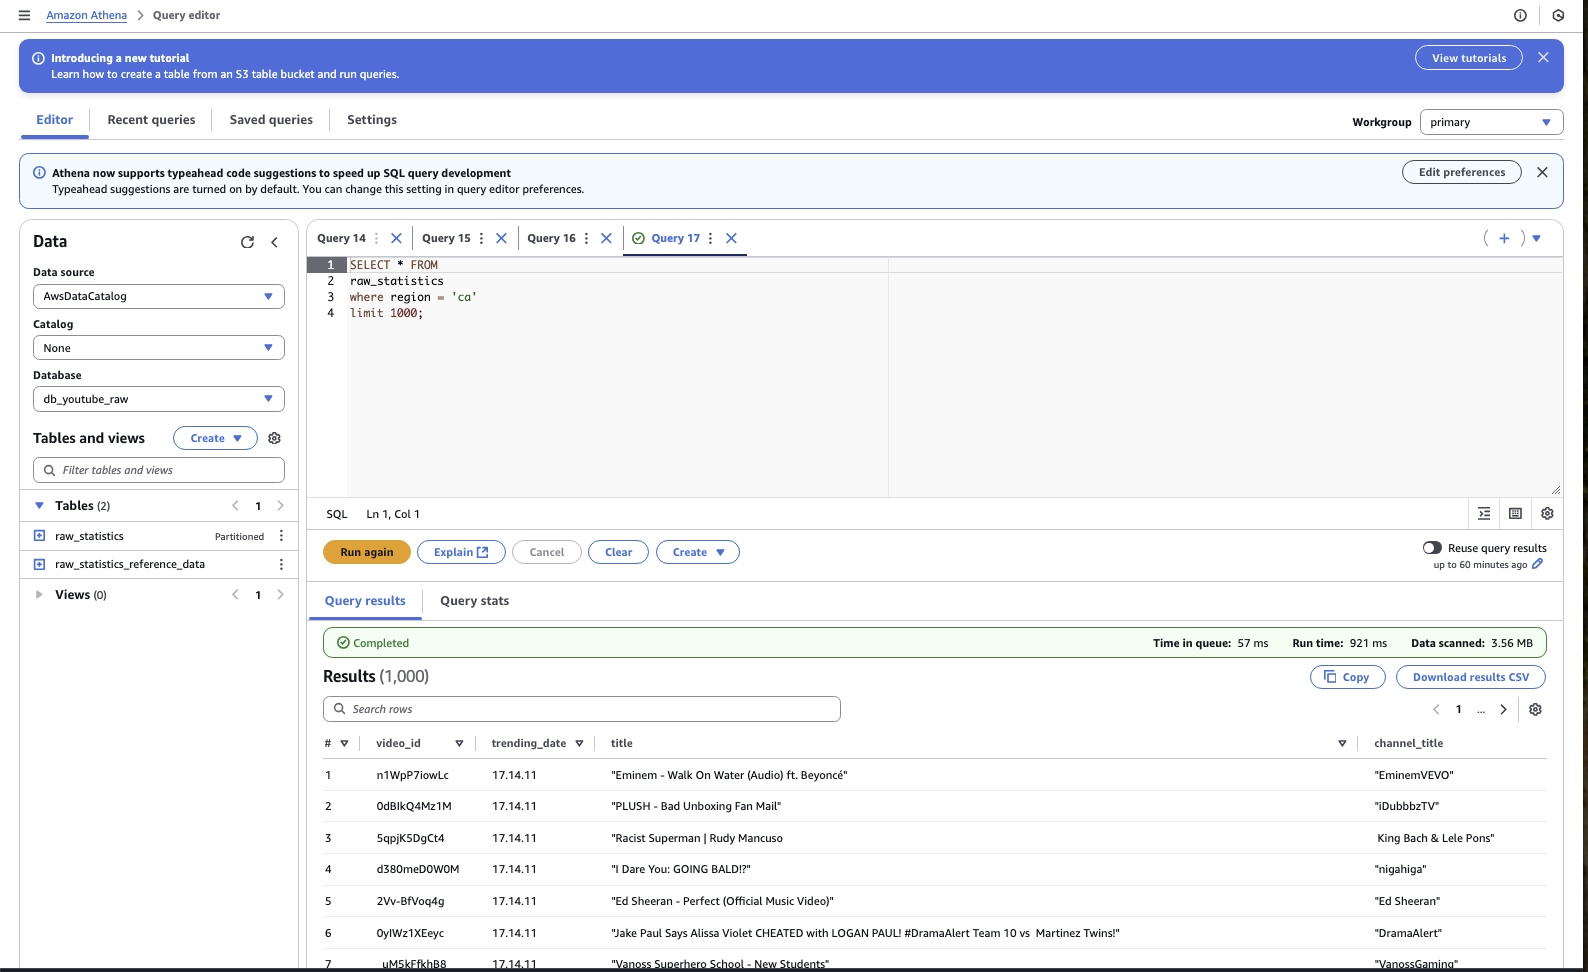 Amazon Athena > Query editor
Introducing a new tutorial
Learn how to create a table from an S3 table bucket and run queries.
View tutorials
Editor
Recent queries
Saved queries
Settings
Workgroup
primary
Athena now supports typeahead code suggestions to speed up SQL query development
Typeahead suggestions are turned on by default. You can change this setting in query editor preferences.
Edit preferences
Data
Data source
AwsDataCatalog
Catalog
None
Database
db_youtube_raw
Tables and views
Create
Filter tables and views
Tables (2)
< 1 >
raw_statistics
Partitioned
raw_statistics_reference_data
Views (0)
< 1 >
Query 14
Query 15
Query 16
Query 17
1 SELECT * FROM
2 raw_statistics
3 where region = 'ca'
4 limit 1000;
SQL
Ln 1, Col 1
Run again
Explain
Cancel
Clear
Create
Reuse query results
up to 60 minutes ago
Query results
Query stats
Completed
Time in queue: 57 ms
Run time: 921 ms
Data scanned: 3.56 MB
Results (1,000)
Copy
Download results CSV
Search rows
< 1 ... >
# video_id trending_date title channel_title
1 n1WpP7iowLc 17.14.11 "Eminem - Walk On Water (Audio) ft. Beyoncé" "EminemVEVO"
2 0dBIkQ4Mz1M 17.14.11 "PLUSH - Bad Unboxing Fan Mail" "iDubbbzTV"
3 5qpjK5DgCt4 17.14.11 "Racist Superman | Rudy Mancuso King Bach & Lele Pons"
4 d380meD0W0M 17.14.11 "I Dare You: GOING BALD!?" "nigahiga"
5 2Vv-BfVoq4g 17.14.11 "Ed Sheeran - Perfect (Official Music Video)" "Ed Sheeran"
6 0yIWz1XEeyc 17.14.11 "Jake Paul Says Alissa Violet CHEATED with LOGAN PAUL! #DramaAlert Team 10 vs Martinez Twins!" "DramaAlert"
7 _uM5kFfkhB8 17.14.11 "Vanoss Superhero School - New Students" "VanossGaming"